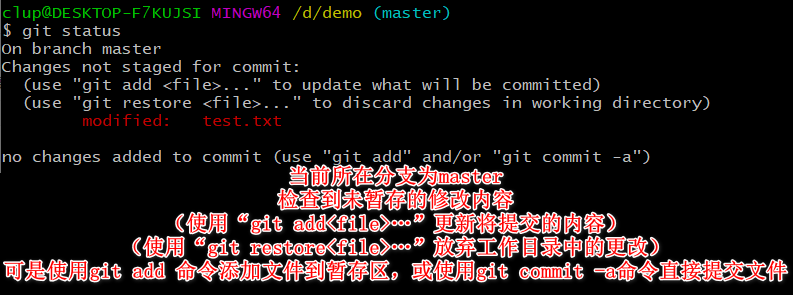 clup@DESKTOP-F7KUJSI MINGW64 /d/demo (master)
$ git status
On branch master
Changes not staged for commit:
  (use "git add <file>..." to update what will be committed)
  (use "git restore <file>..." to discard changes in working directory)
        modified:   test.txt

no changes added to commit (use "git add" and/or "git commit -a")
当前所在分支为master
检查到未暂存的修改内容
（使用“git add<file>…”更新将提交的内容）
（使用“git restore<file>…”放弃工作目录中的更改）
可是使用git add 命令添加文件到暂存区，或使用git commit -a命令直接提交文件